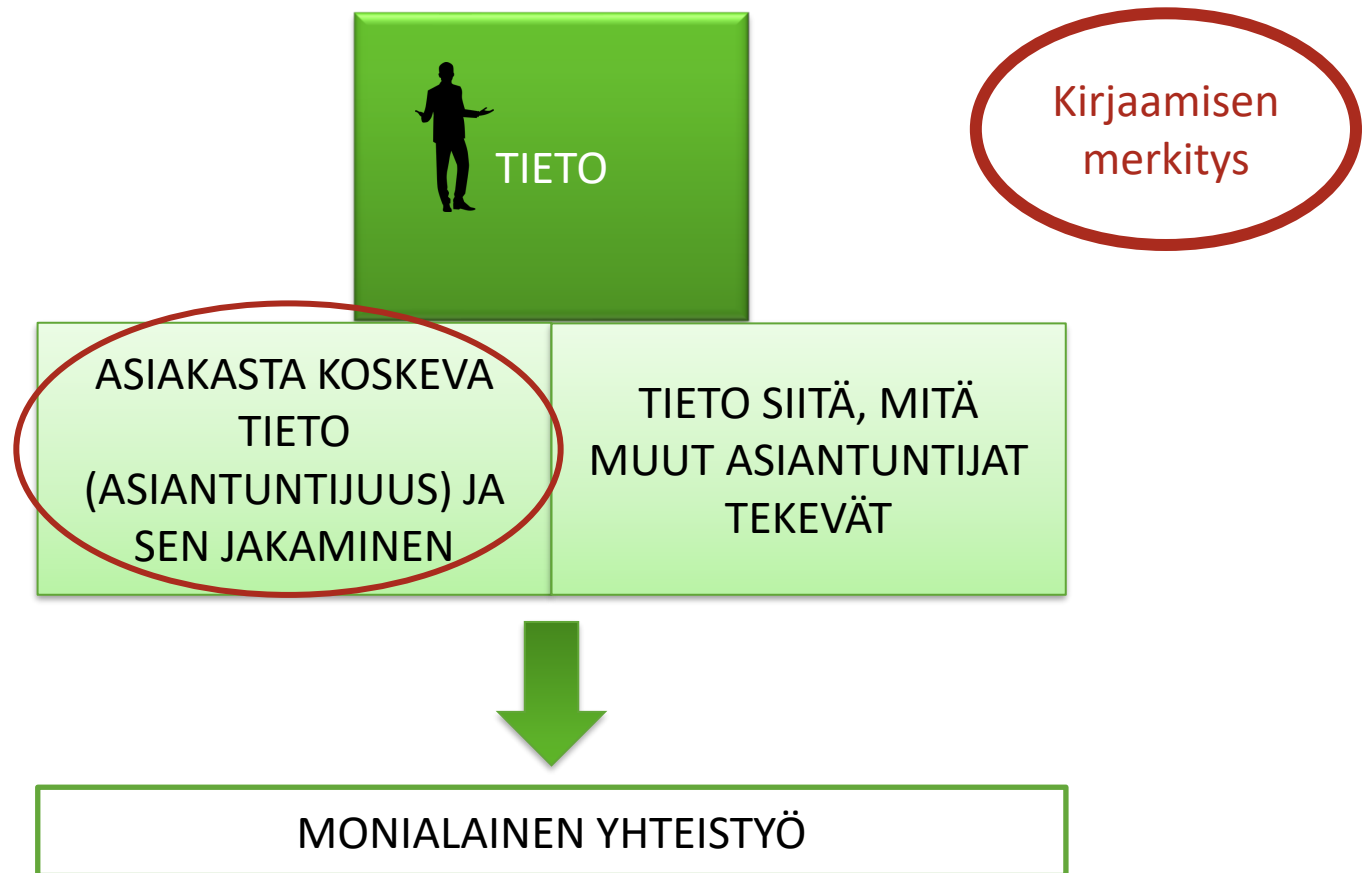 TIETO
Kirjaamisen
merkitys
ASIAKASTA KOSKEVA
TIETO
(ASIANTUNTIJUUS) JA
SEN JAKAMINEN
TIETO SIITÄ, MITÄ
MUUT ASIANTUNTIJAT
TEKEVÄT
MONIALAINEN YHTEISTYÖ